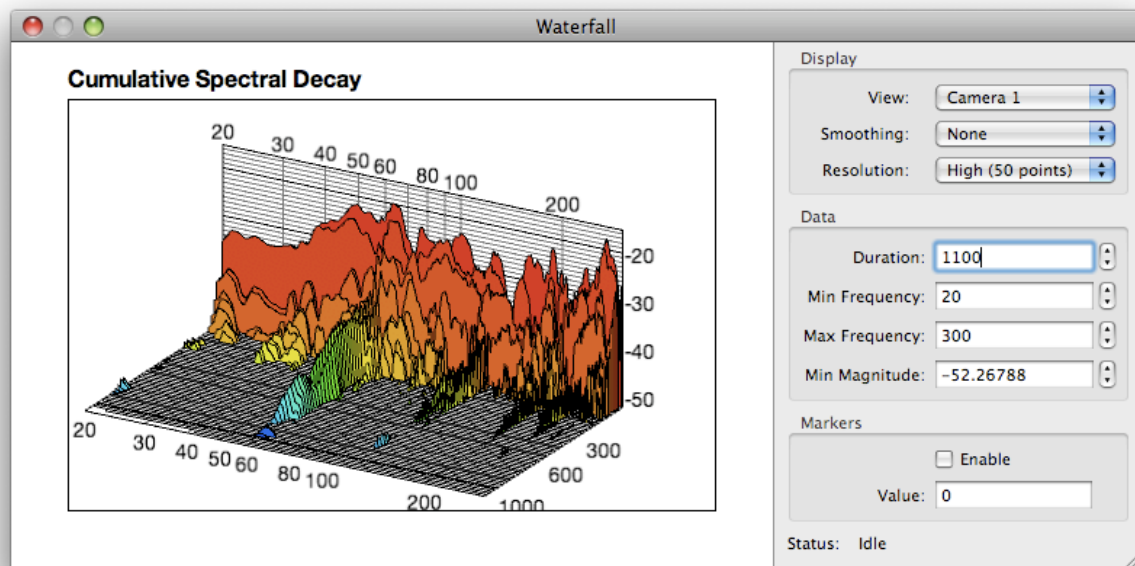 Waterfall
Cumulative Spectral Decay
20 30 40 50 60 80 100 200
-20
-30
-40
-50
20 30 40 50 60 80 100 200
300
600
1000
Display
View: Camera 1
Smoothing: None
Resolution: High (50 points)
Data
Duration: 1100
Min Frequency: 20
Max Frequency: 300
Min Magnitude: -52.26788
Markers
Enable
Value: 0
Status: Idle